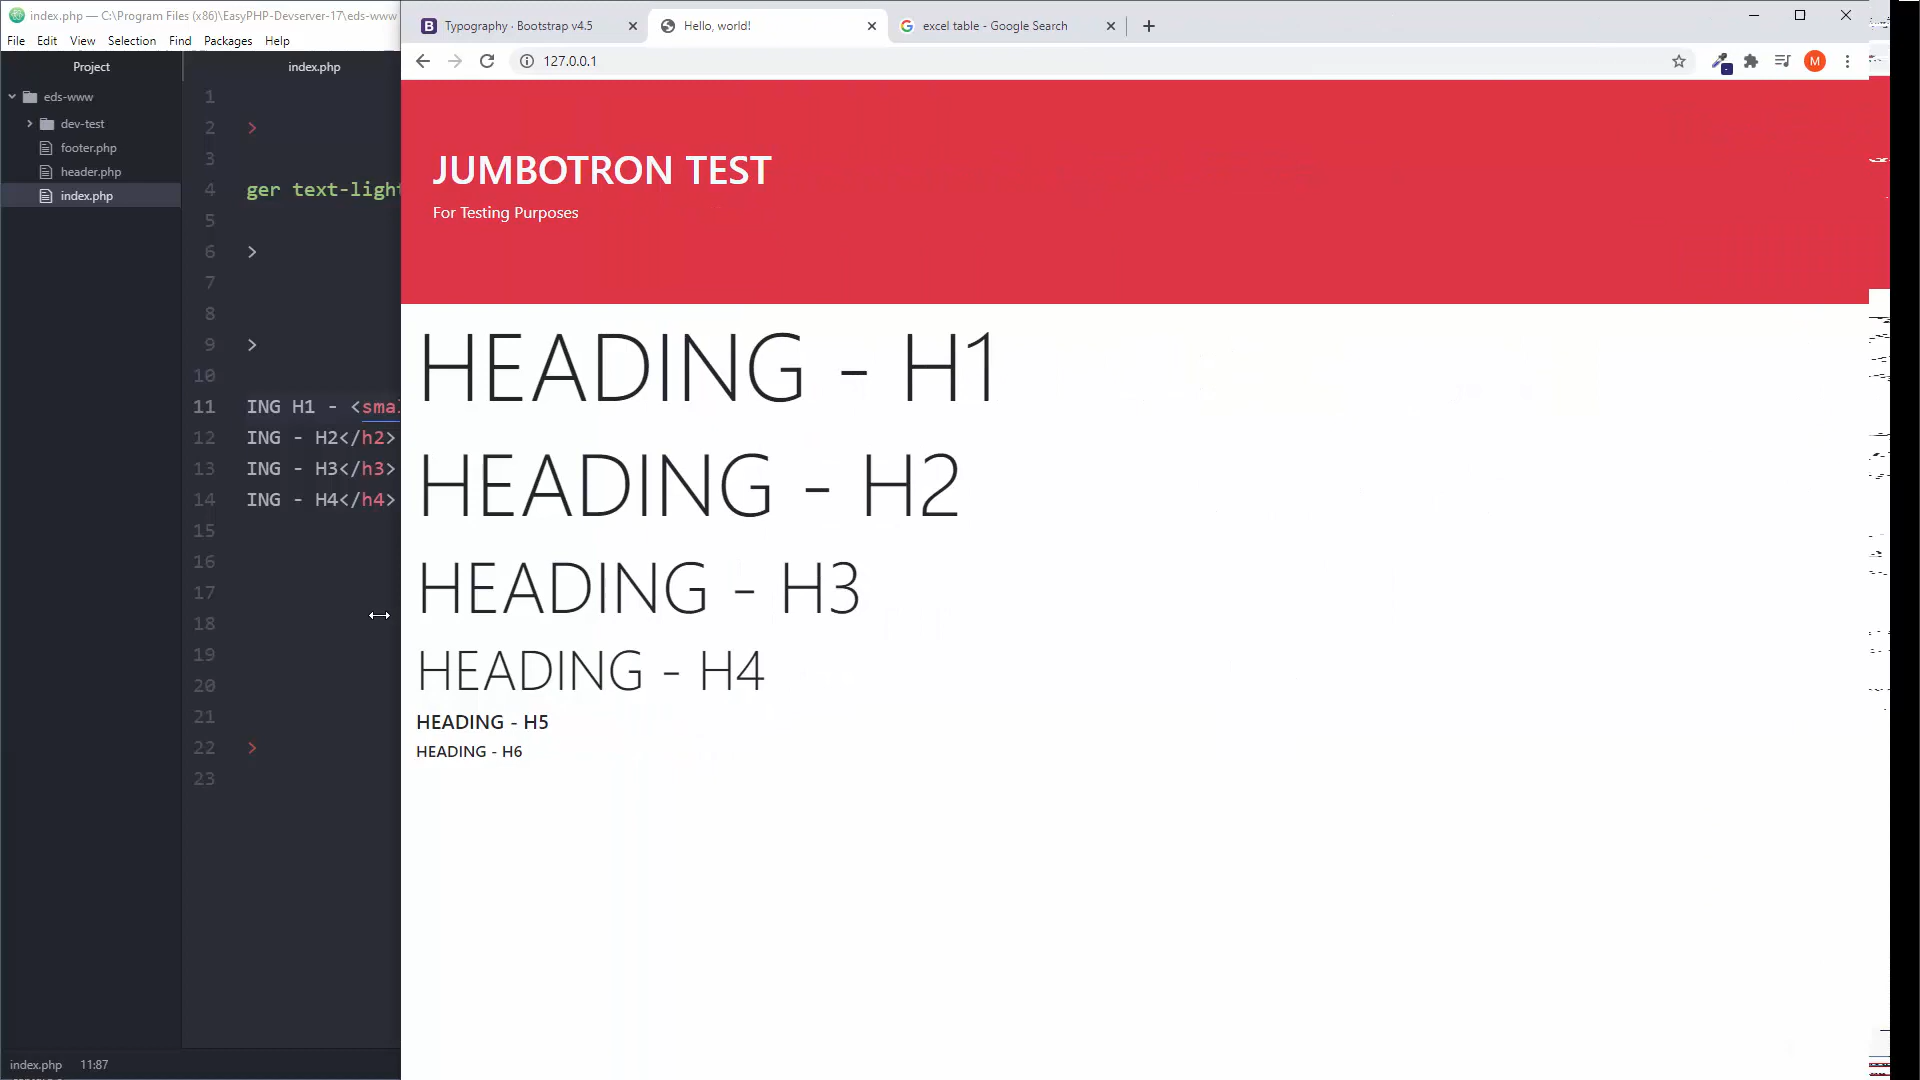 index.php — C:\Program Files (x86)\EasyPHP-Devserver-17\eds-www
File Edit View Selection Find Packages Help
Project
eds-www
dev-test
footer.php
header.php
index.php
index.php
1
2 >
3
4 ger text-light
5
6 >
7
8
9 >
10
11 ING H1 - <smal
12 ING - H2</h2>
13 ING - H3</h3>
14 ING - H4</h4>
15
16
17
18
19
20
21
22 >
23
index.php 11:87
Typography · Bootstrap v4.5
Hello, world!
excel table - Google Search
127.0.0.1
M
JUMBOTRON TEST
For Testing Purposes
HEADING - H1
HEADING - H2
HEADING - H3
HEADING - H4
HEADING - H5
HEADING - H6